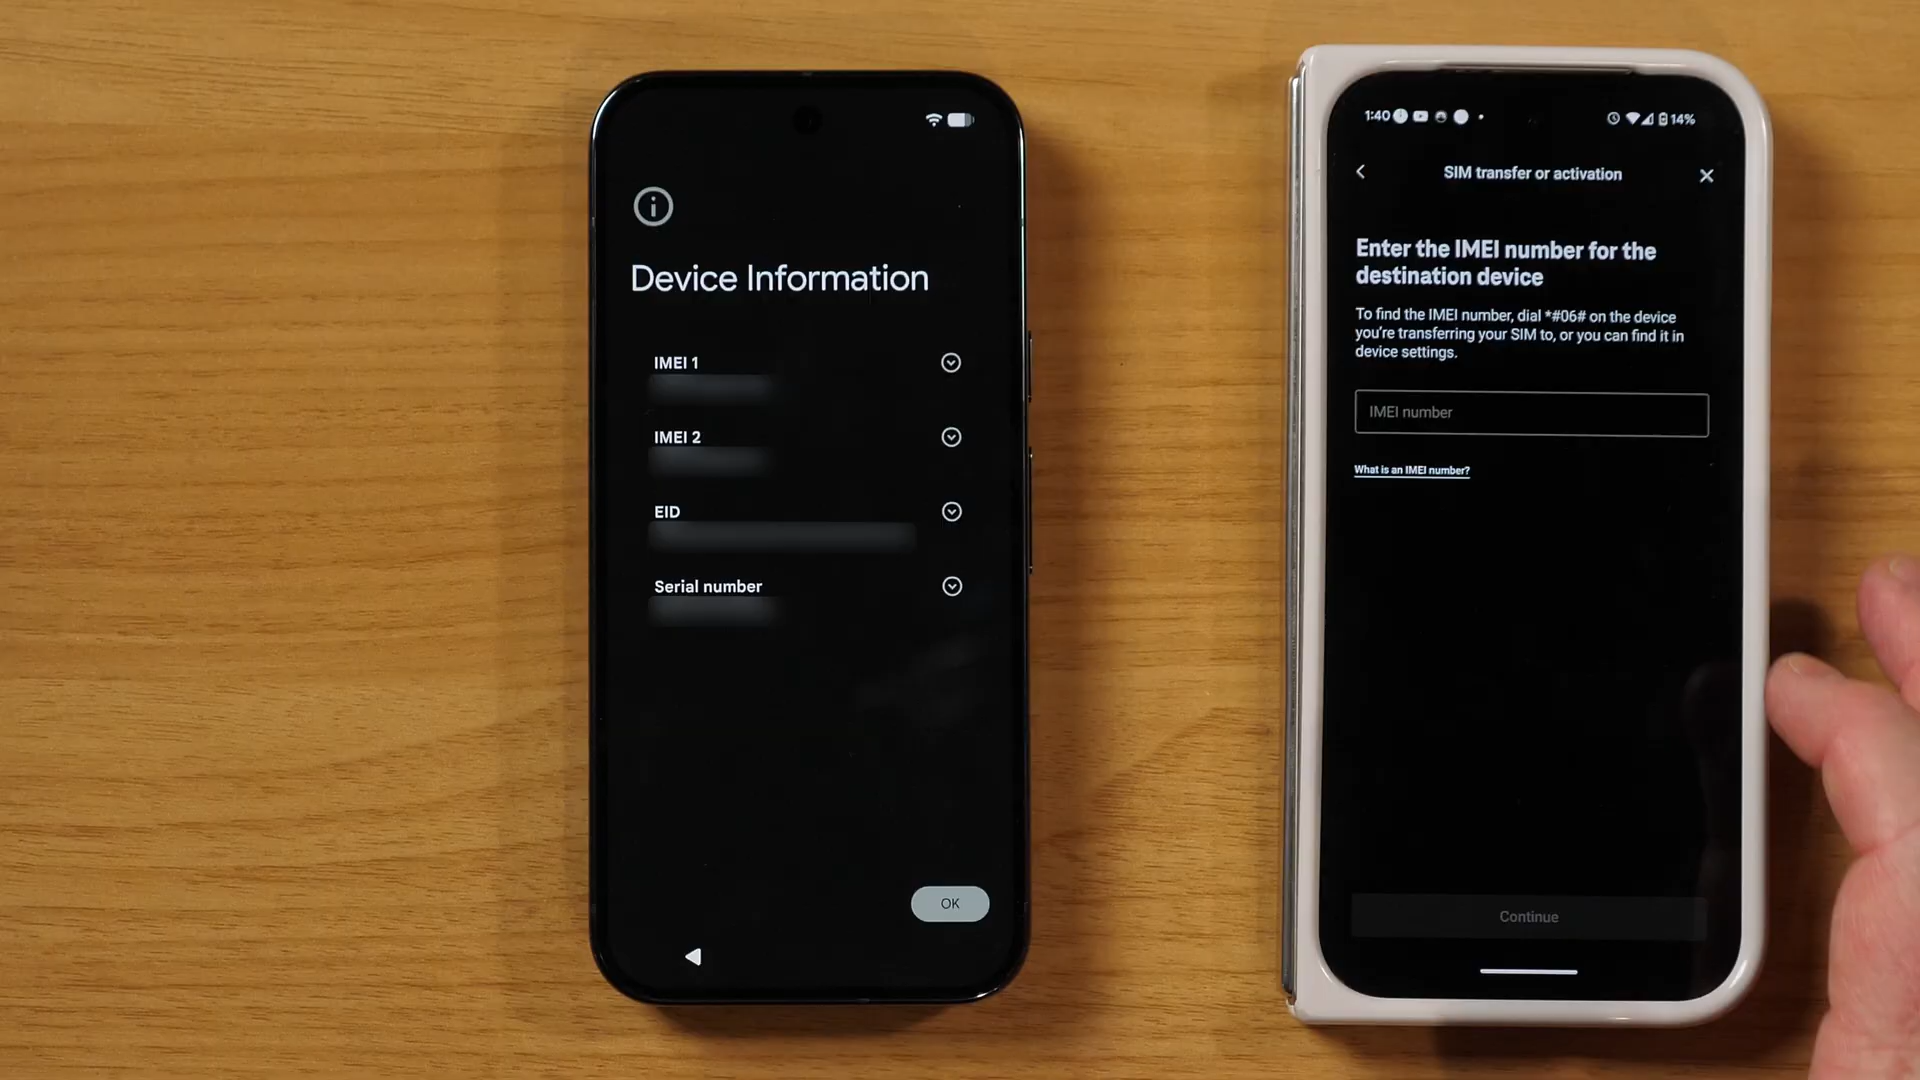 Device Information
IMEI 1
IMEI 2
EID
Serial number
OK
1:40
14%
SIM transfer or activation
Enter the IMEI number for the
destination device
To find the IMEI number, dial *#06# on the device
you're transferring your SIM to, or you can find it in
device settings.
IMEI number
What is an IMEI number?
Continue